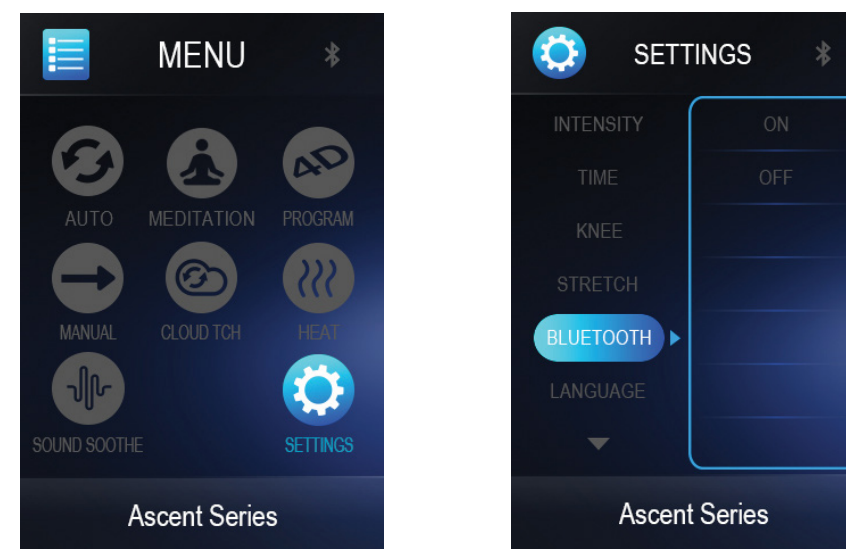 MENU
4D
AUTO MEDITATION PROGRAM
MANUAL CLOUD TCH HEAT
SOUND SOOTHE SETTINGS
Ascent Series
SETTINGS
INTENSITY ON
TIME OFF
KNEE
STRETCH
BLUETOOTH
LANGUAGE
Ascent Series